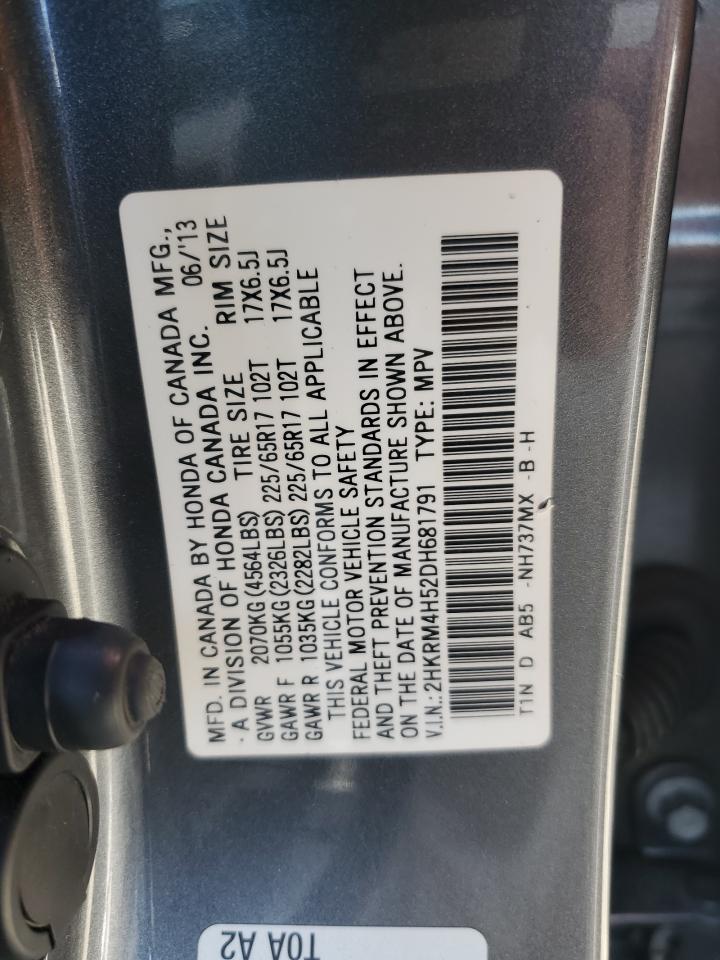 MFD. IN CANADA BY HONDA OF CANADA MFG.,
A DIVISION OF HONDA CANADA INC. 06/'13
GVWR 2070KG(4564LBS) TIRE SIZE RIM SIZE
GAWR F 1055KG(2326LBS) 225/65R17 102T 17X6.5J
GAWR R 1035KG(2282LBS) 225/65R17 102T 17X6.5J
THIS VEHICLE CONFORMS TO ALL APPLICABLE
FEDERAL MOTOR VEHICLE SAFETY
AND THEFT PREVENTION STANDARDS IN EFFECT
ON THE DATE OF MANUFACTURE SHOWN ABOVE.
V.I.N.:2HKRM4H52DH681791 TYPE: MPV
T1N D AB5 -NH737MX -B -H
T0A A2